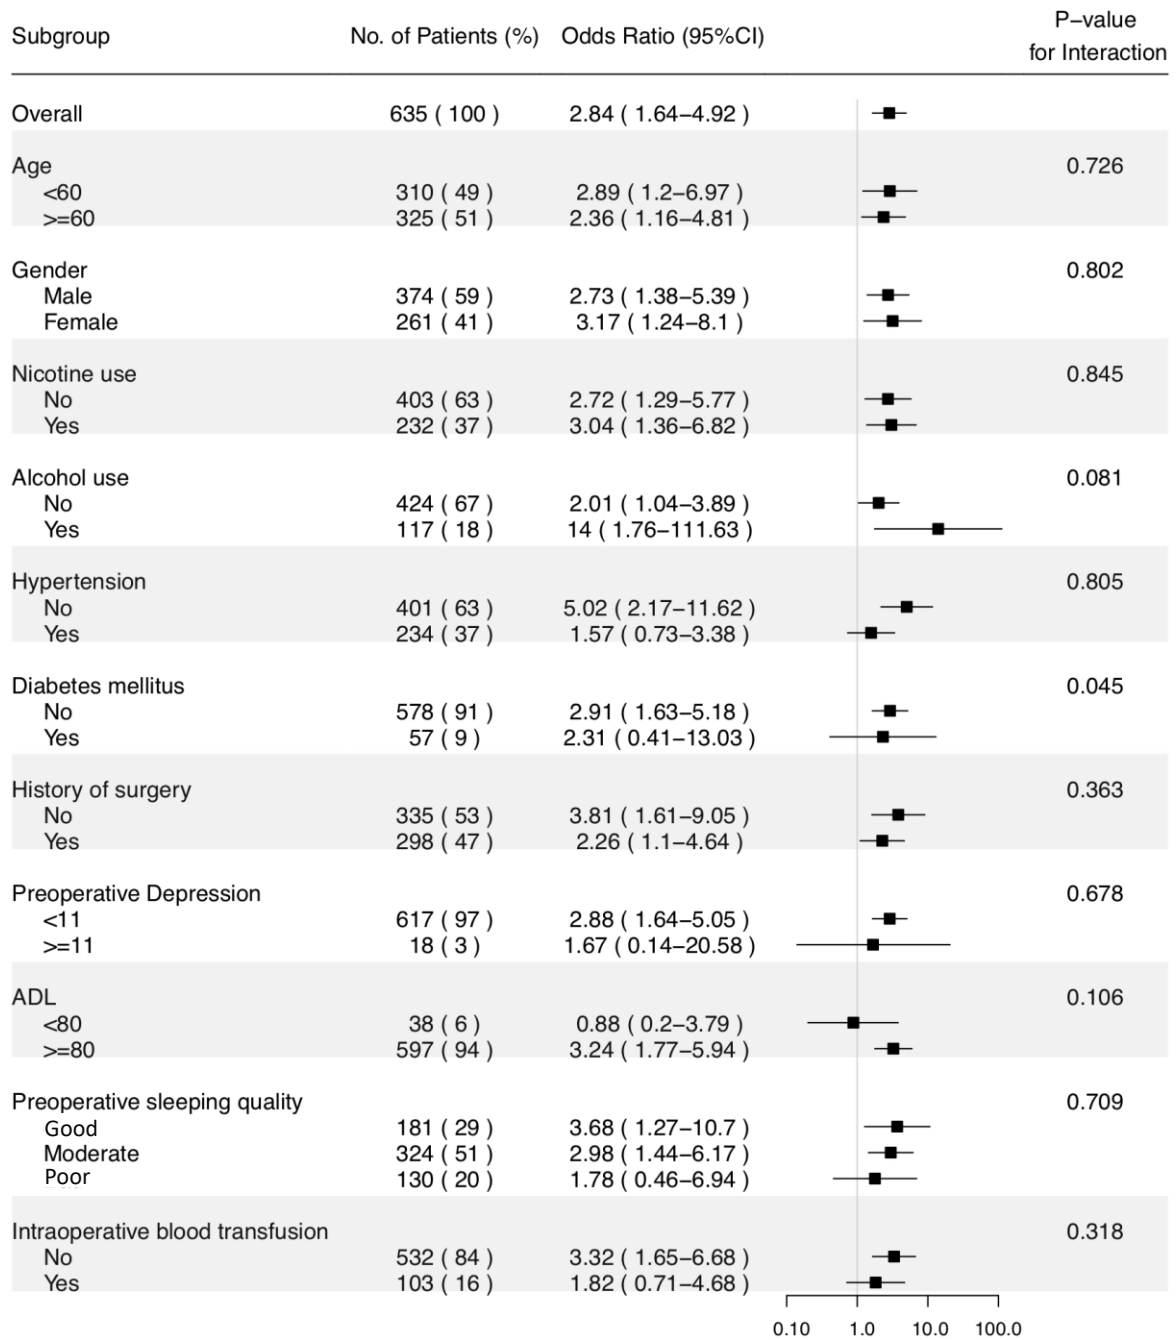 Subgroup No. of Patients (%) Odds Ratio (95%CI) P−value for Interaction
Overall 635 ( 100 ) 2.84 ( 1.64−4.92 )
Age 0.726
<60 310 ( 49 ) 2.89 ( 1.2−6.97 )
>=60 325 ( 51 ) 2.36 ( 1.16−4.81 )
Gender 0.802
Male 374 ( 59 ) 2.73 ( 1.38−5.39 )
Female 261 ( 41 ) 3.17 ( 1.24−8.1 )
Nicotine use 0.845
No 403 ( 63 ) 2.72 ( 1.29−5.77 )
Yes 232 ( 37 ) 3.04 ( 1.36−6.82 )
Alcohol use 0.081
No 424 ( 67 ) 2.01 ( 1.04−3.89 )
Yes 117 ( 18 ) 14 ( 1.76−111.63 )
Hypertension 0.805
No 401 ( 63 ) 5.02 ( 2.17−11.62 )
Yes 234 ( 37 ) 1.57 ( 0.73−3.38 )
Diabetes mellitus 0.045
No 578 ( 91 ) 2.91 ( 1.63−5.18 )
Yes 57 ( 9 ) 2.31 ( 0.41−13.03 )
History of surgery 0.363
No 335 ( 53 ) 3.81 ( 1.61−9.05 )
Yes 298 ( 47 ) 2.26 ( 1.1−4.64 )
Preoperative Depression 0.678
<11 617 ( 97 ) 2.88 ( 1.64−5.05 )
>=11 18 ( 3 ) 1.67 ( 0.14−20.58 )
ADL 0.106
<80 38 ( 6 ) 0.88 ( 0.2−3.79 )
>=80 597 ( 94 ) 3.24 ( 1.77−5.94 )
Preoperative sleeping quality 0.709
Good 181 ( 29 ) 3.68 ( 1.27−10.7 )
Moderate 324 ( 51 ) 2.98 ( 1.44−6.17 )
Poor 130 ( 20 ) 1.78 ( 0.46−6.94 )
Intraoperative blood transfusion 0.318
No 532 ( 84 ) 3.32 ( 1.65−6.68 )
Yes 103 ( 16 ) 1.82 ( 0.71−4.68 )
0.10 1.0 10.0 100.0